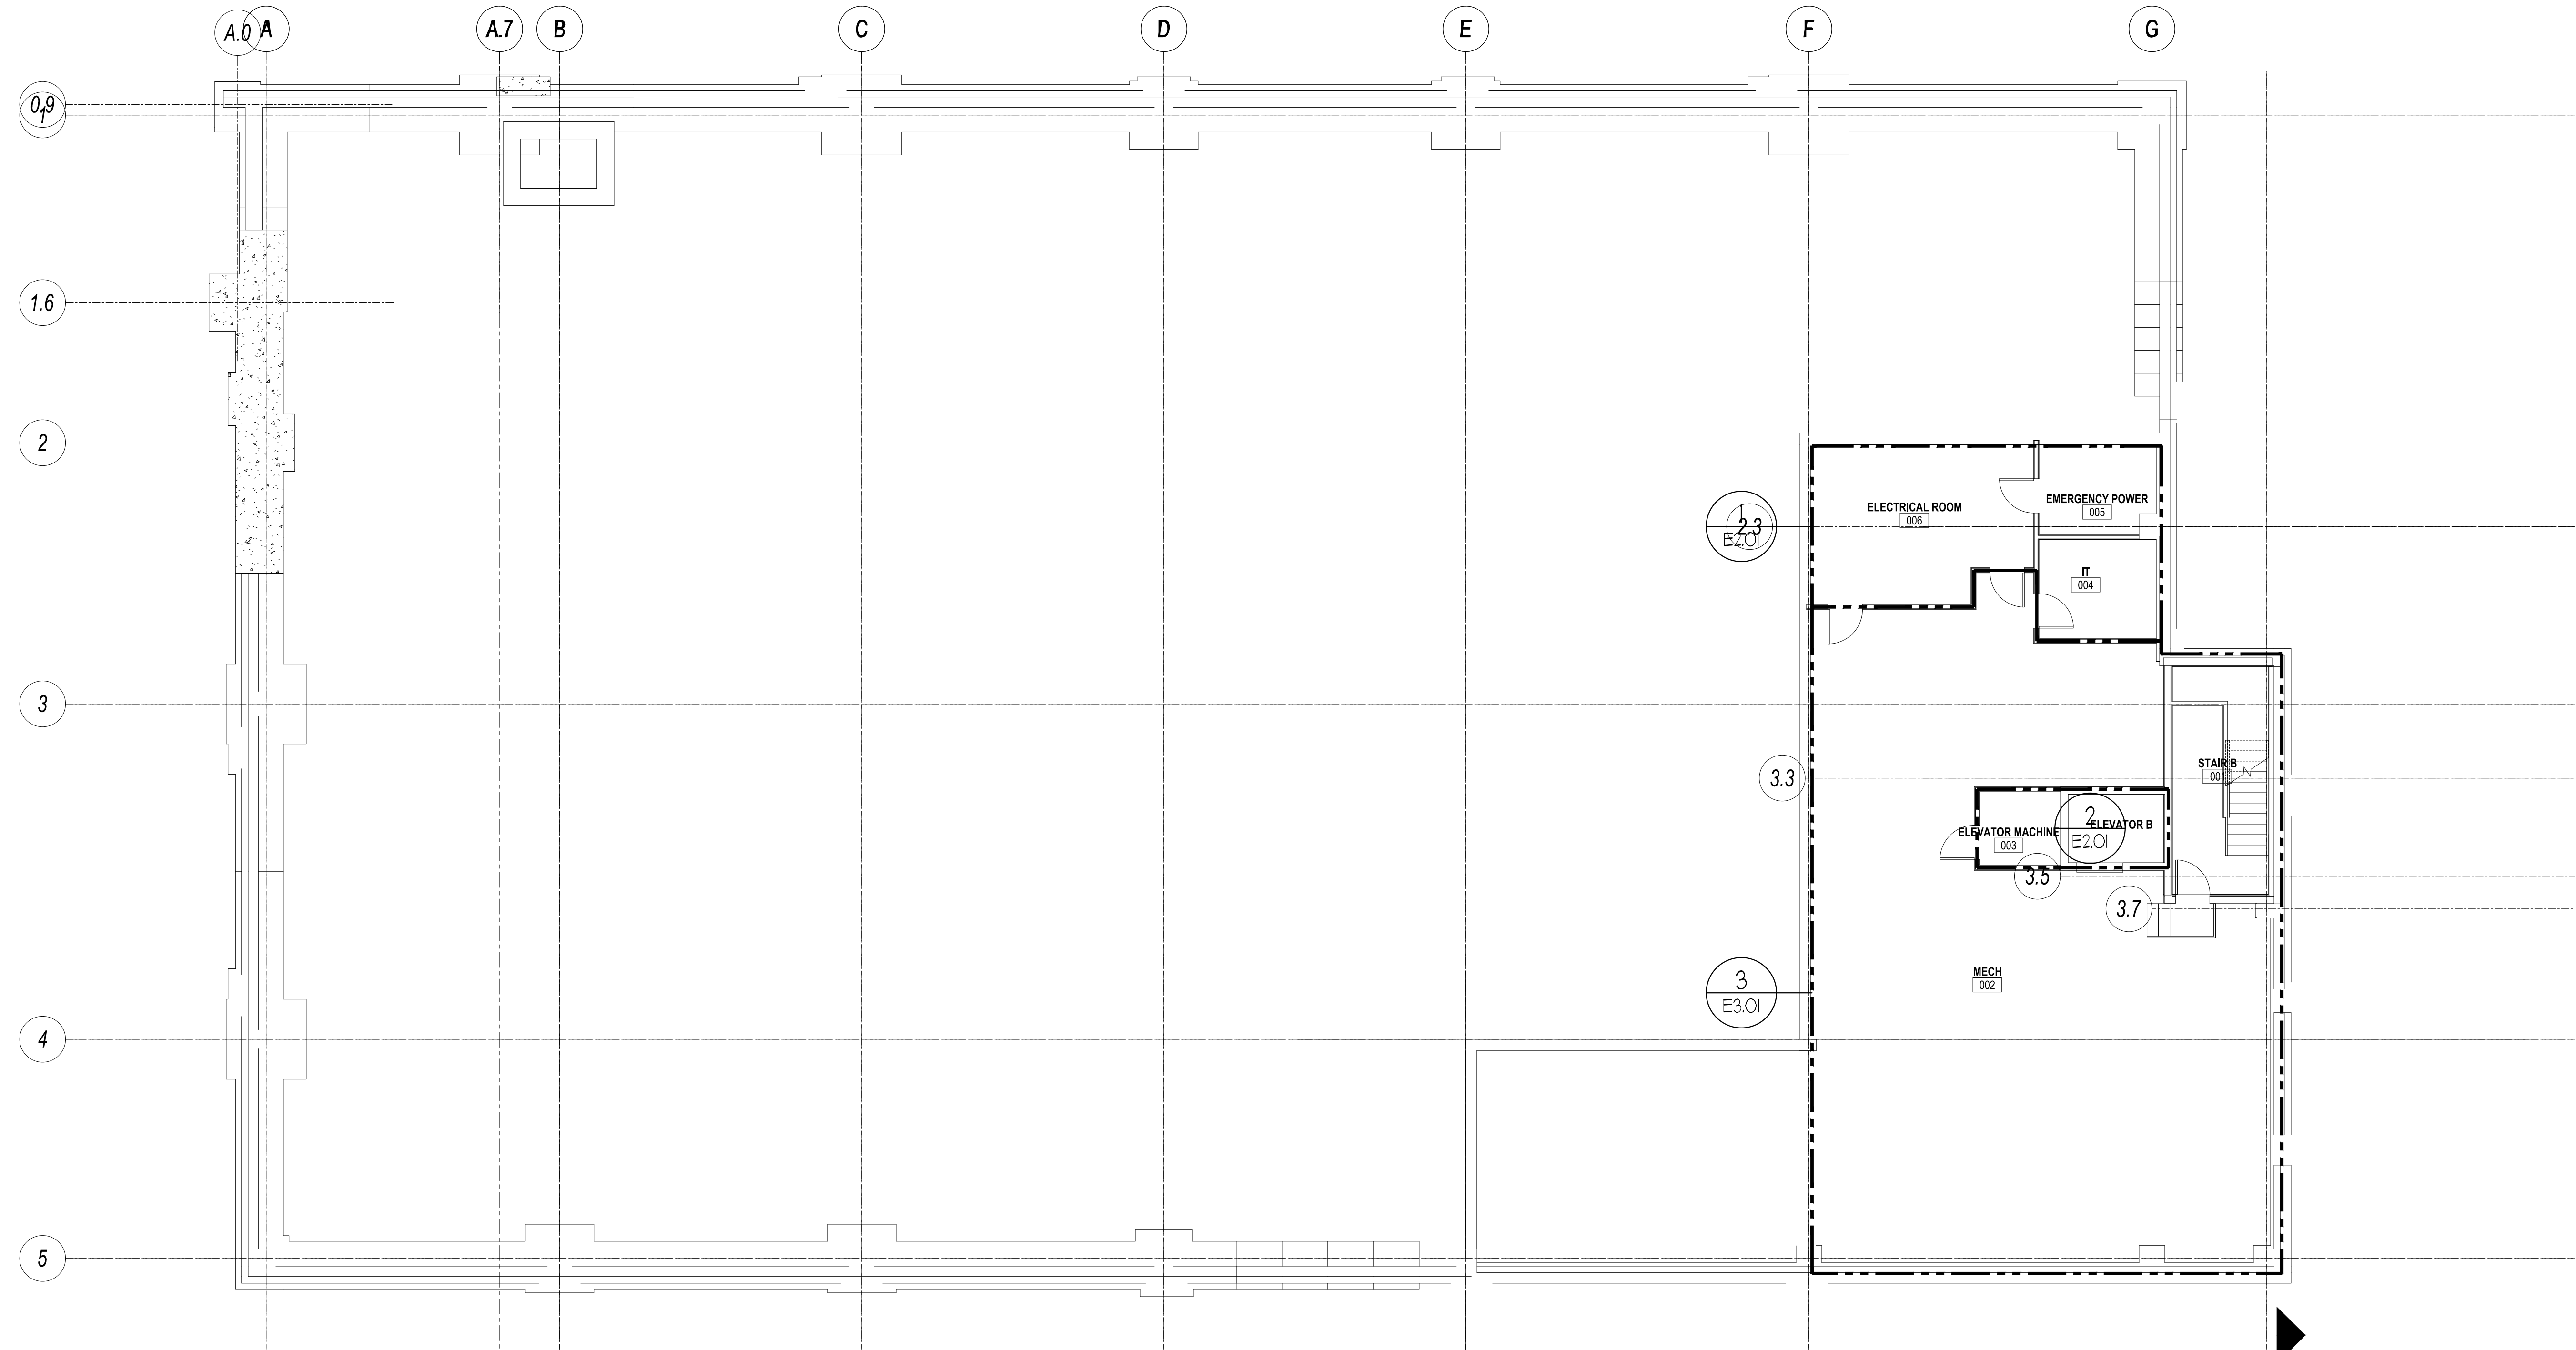 A.0
A
A.7
B
C
D
E
F
G
0.9
1
1.6
2
ELECTRICAL ROOM
006
EMERGENCY POWER
005
1
2.3
E2.01
IT
004
3
STAIR B
001
3.3
2
ELEVATOR B
E2.01
ELEVATOR MACHINE
003
3.5
3.7
MECH
002
3
E3.01
4
5